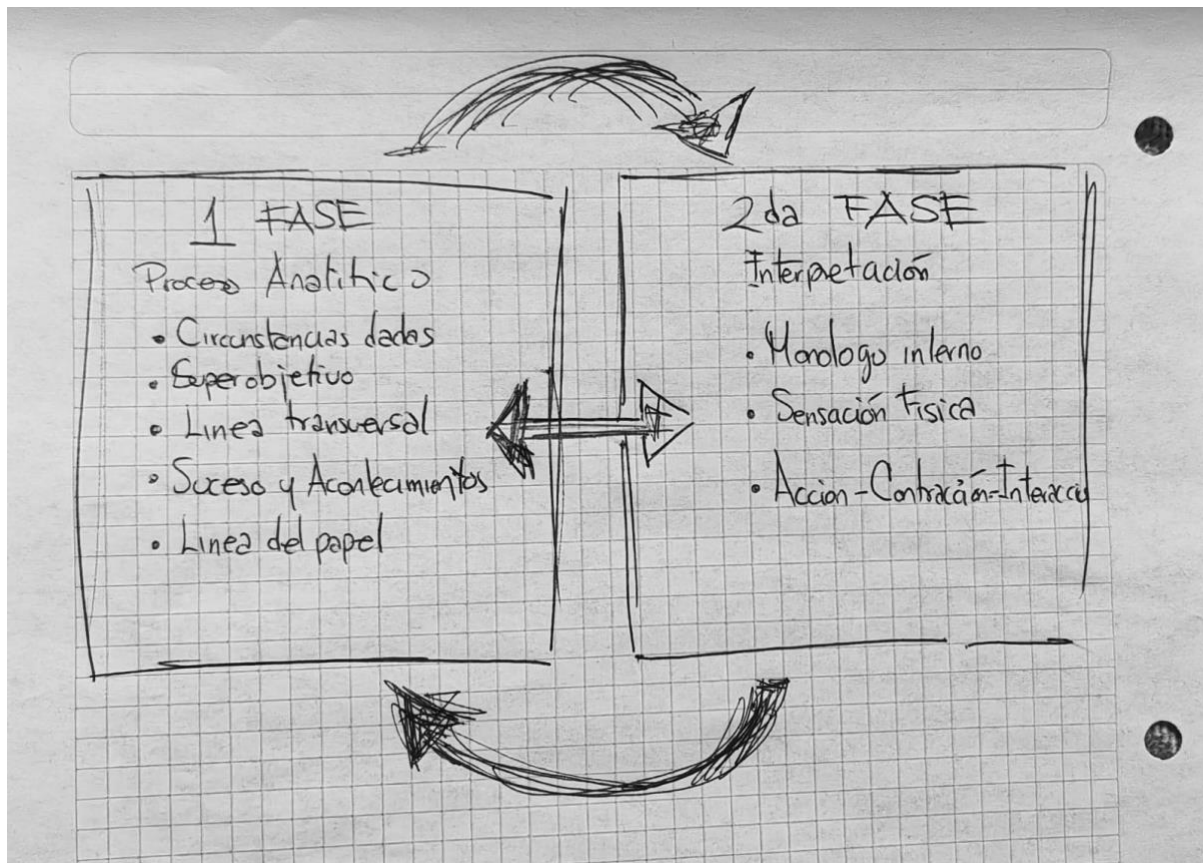 1 FASE
Proceso Analitico
• Circunstancias dadas
• Superobjetivo
• Linea transversal
• Suceso y Acontecimientos
• Linea del papel
2da FASE
Interpretación
• Monologo interno
• Sensación Fisica
• Accion-Contracción-Interaccio